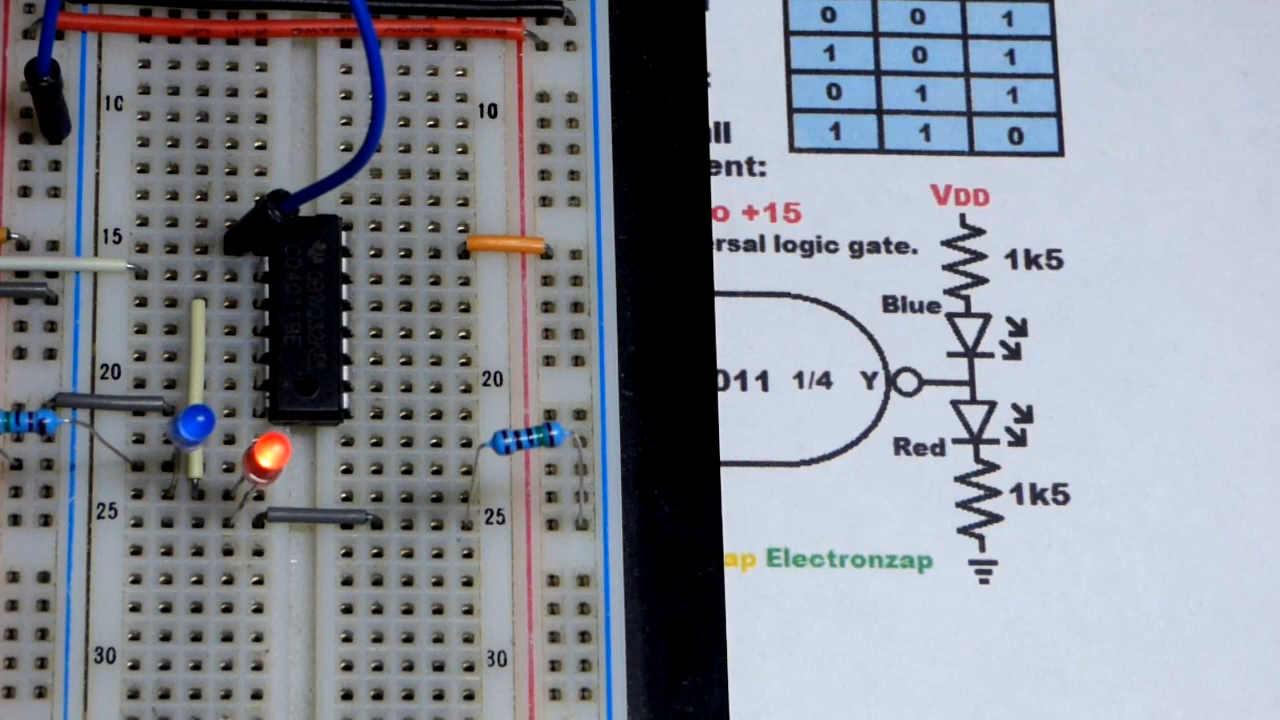 10
15
20
25
30
10
20
25
30
CD4011BE
0 0 1
1 0 1
0 1 1
1 1 0
ll
ent:
VDD
o +15
ersal logic gate.
1k5
Blue
011 1/4 Y
Red
1k5
ap Electronzap